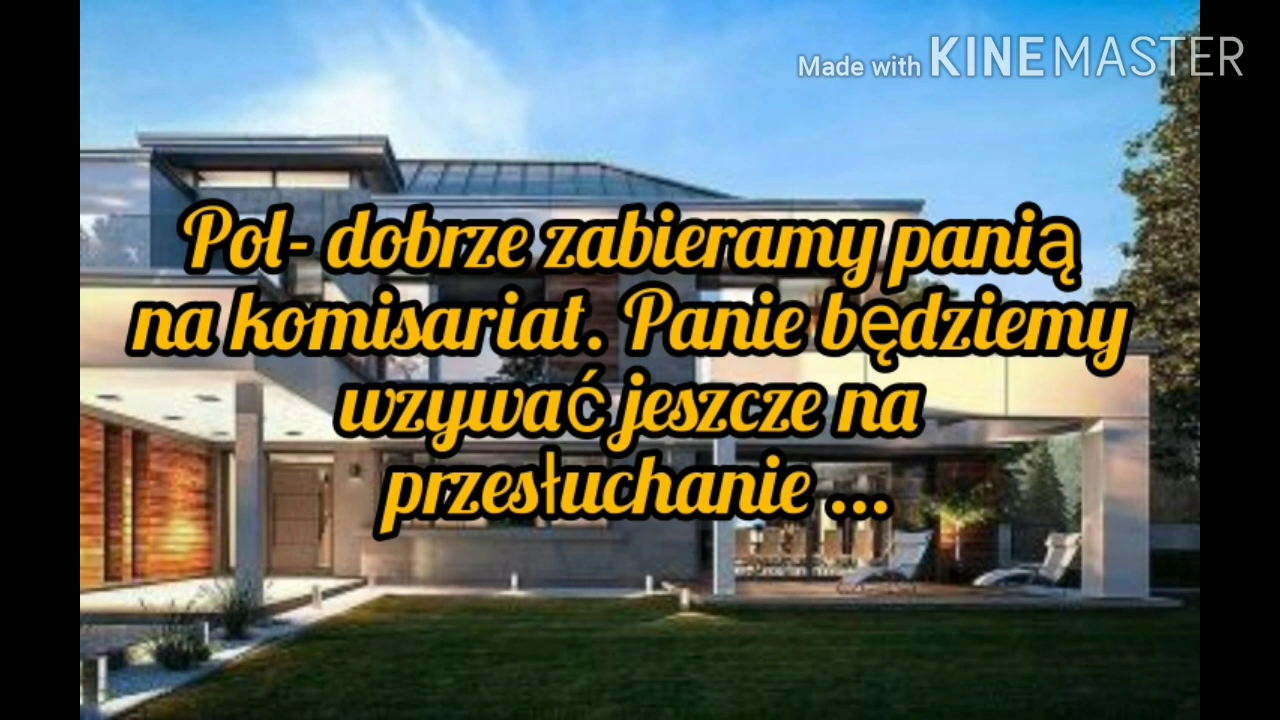 Made with KINEMASTER
Pol- dobrze zabieramy panią
na komisariat. Panie będziemy
wzywać jeszcze na
przesłuchanie ...